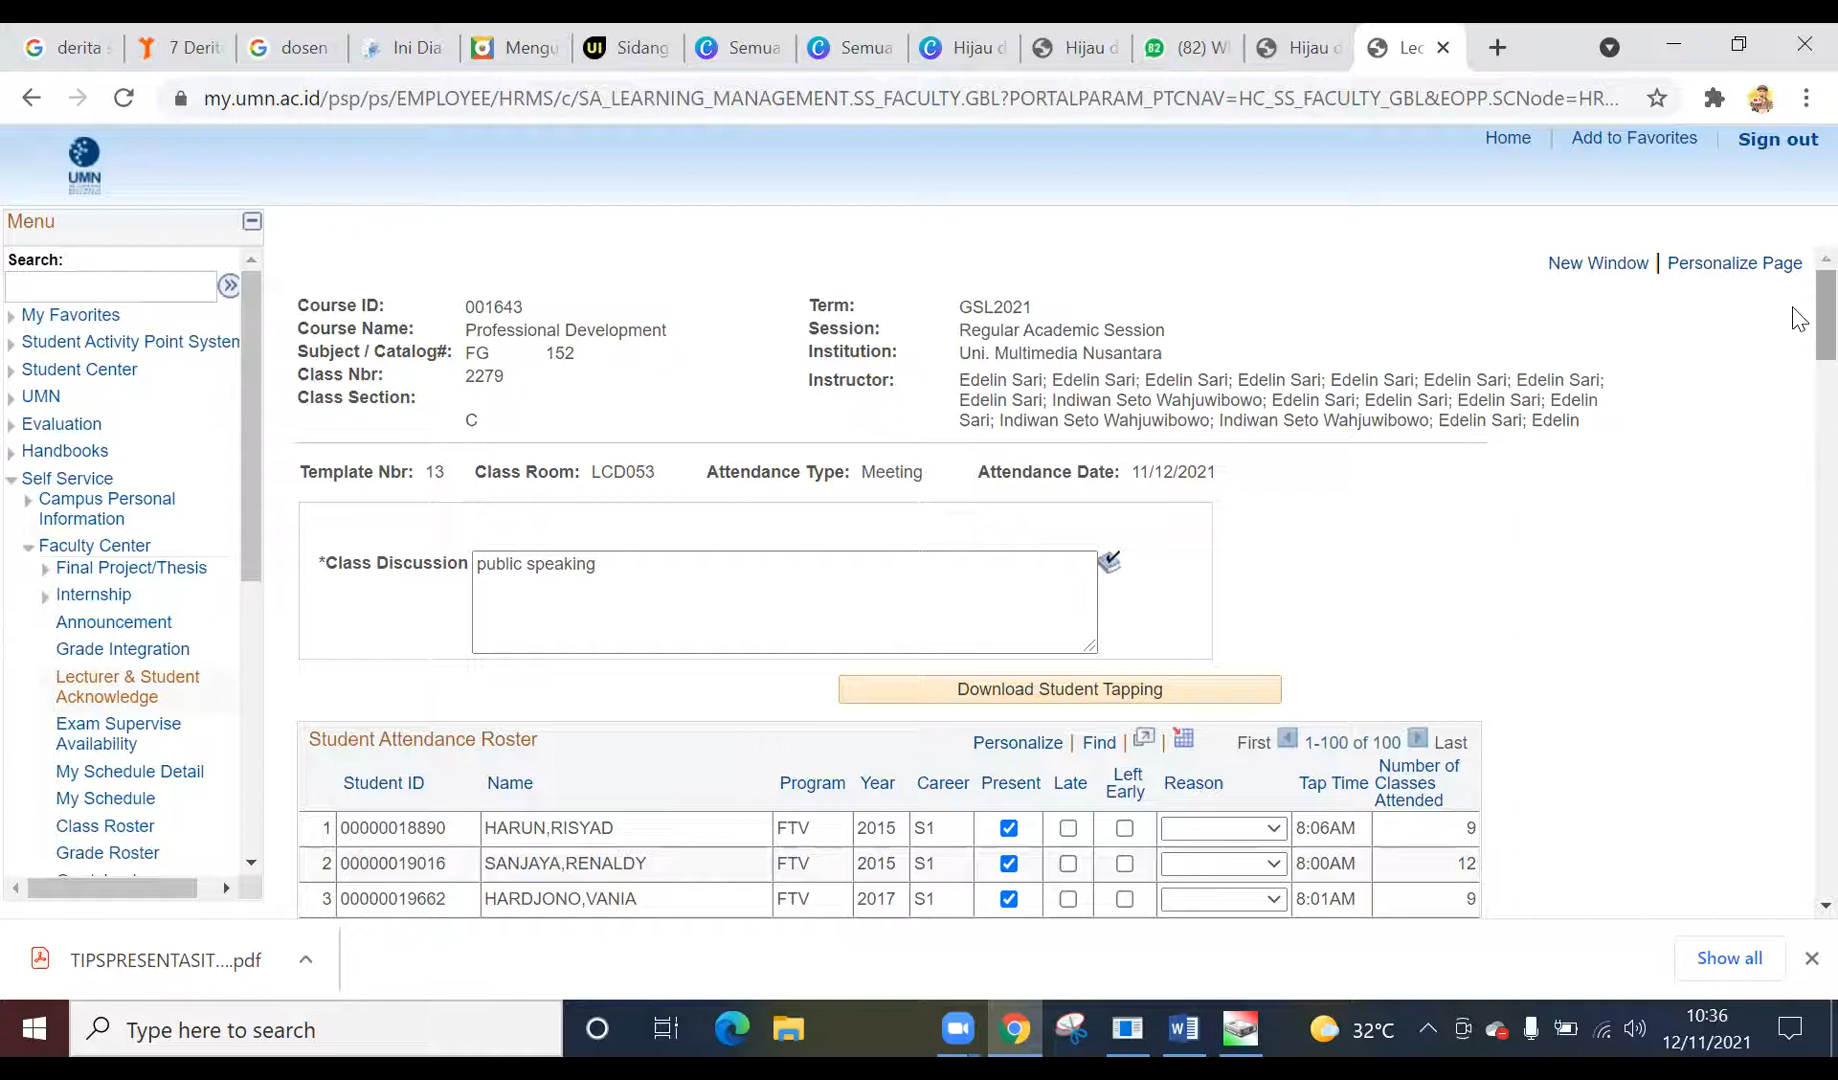 derita
7 Derit
dosen
Ini Dia
Mengu
UI Sidang
Semua
Semua
Hijau d
Hijau d
(82) W
Hijau d
Lec
my.umn.ac.id/psp/ps/EMPLOYEE/HRMS/c/SA_LEARNING_MANAGEMENT.SS_FACULTY.GBL?PORTALPARAM_PTCNAV=HC_SS_FACULTY_GBL&EOPP.SCNode=HR...
Home Add to Favorites Sign out
UMN
Menu
Search:
My Favorites
Student Activity Point System
Student Center
UMN
Evaluation
Handbooks
Self Service
Campus Personal
Information
Faculty Center
Final Project/Thesis
Internship
Announcement
Grade Integration
Lecturer & Student
Acknowledge
Exam Supervise
Availability
My Schedule Detail
My Schedule
Class Roster
Grade Roster
New Window | Personalize Page
Course ID: 001643 Term: GSL2021
Course Name: Professional Development Session: Regular Academic Session
Subject / Catalog#: FG 152 Institution: Uni. Multimedia Nusantara
Class Nbr: 2279 Instructor: Edelin Sari; Edelin Sari; Edelin Sari; Edelin Sari; Edelin Sari; Edelin Sari; Edelin Sari;
Class Section: Edelin Sari; Indiwan Seto Wahjuwibowo; Edelin Sari; Edelin Sari; Edelin Sari; Edelin
C Sari; Indiwan Seto Wahjuwibowo; Indiwan Seto Wahjuwibowo; Edelin Sari; Edelin
Template Nbr: 13 Class Room: LCD053 Attendance Type: Meeting Attendance Date: 11/12/2021
*Class Discussion public speaking
Download Student Tapping
Student Attendance Roster Personalize | Find | First 1-100 of 100 Last
Student ID Name Program Year Career Present Late Left Early Reason Tap Time Number of Classes Attended
1 00000018890 HARUN,RISYAD FTV 2015 S1 8:06AM 9
2 00000019016 SANJAYA,RENALDY FTV 2015 S1 8:00AM 12
3 00000019662 HARDJONO,VANIA FTV 2017 S1 8:01AM 9
TIPSPRESENTASIT....pdf
Show all
Type here to search
32°C
10:36
12/11/2021